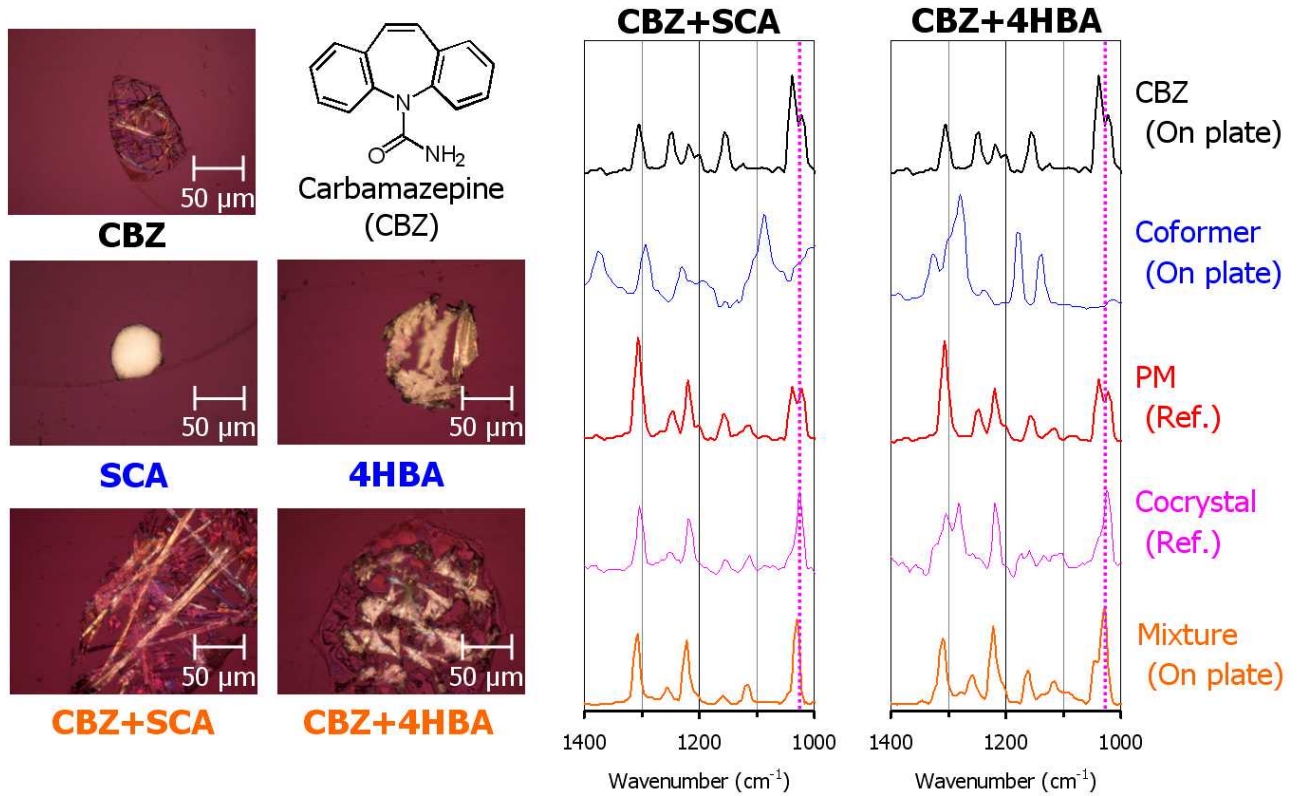 50 µm
CBZ
N
O
NH₂
Carbamazepine
(CBZ)
50 µm
SCA
50 µm
4HBA
50 µm
CBZ+SCA
50 µm
CBZ+4HBA
CBZ+SCA
CBZ+4HBA
CBZ
(On plate)
Coformer
(On plate)
PM
(Ref.)
Cocrystal
(Ref.)
Mixture
(On plate)
1400
1200
1000
Wavenumber (cm⁻¹)
1400
1200
1000
Wavenumber (cm⁻¹)